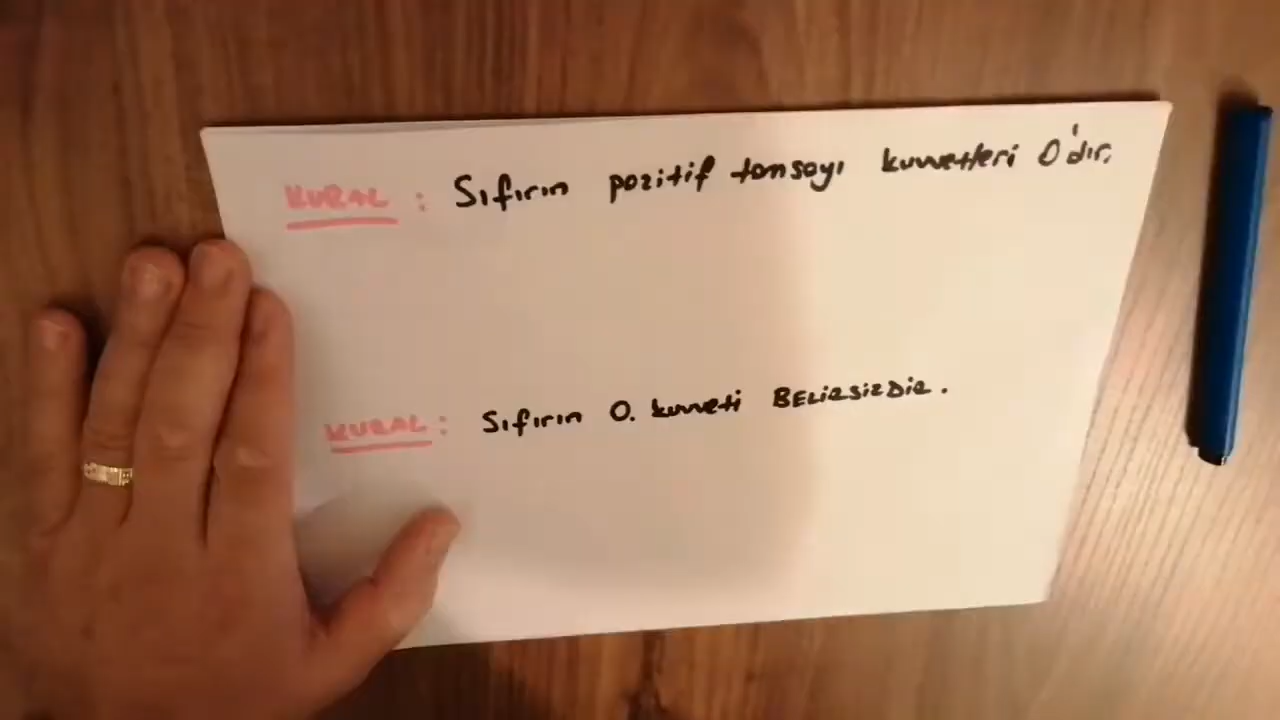 KURAL : Sıfırın pozitif tamsayı kuvvetleri 0'dır.
KURAL : Sıfırın 0. kuvveti BELİRSİZDİR.